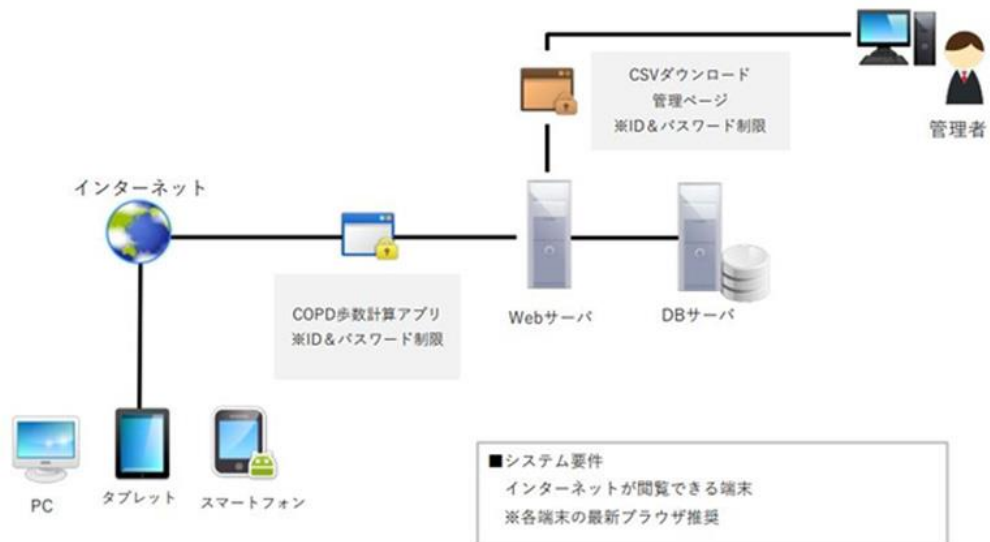 CSVダウンロード
管理ページ
※ID&パスワード制限
管理者
インターネット
COPD歩数計算アプリ
※ID&パスワード制限
Webサーバ
DBサーバ
PC
タブレット
スマートフォン
■システム要件
インターネットが閲覧できる端末
※各端末の最新ブラウザ推奨